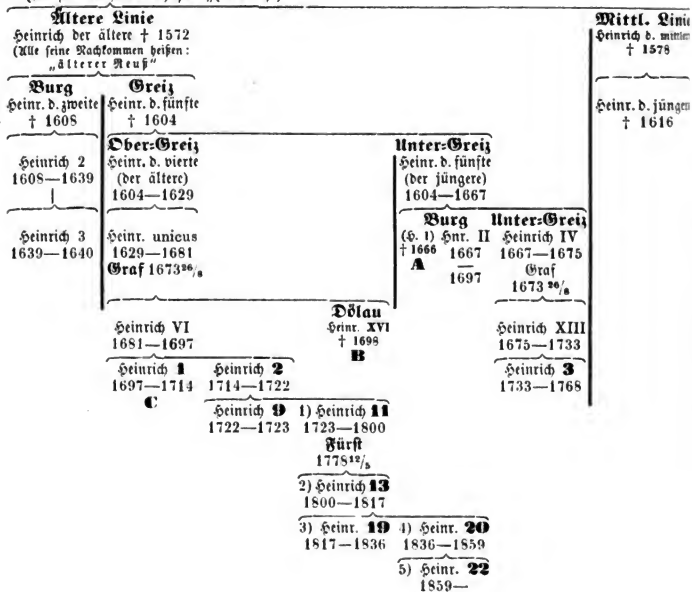 Ältere Linie
Heinrich der ältere † 1572
(Alle seine Nachkommen heißen:
„älterer Reuß“
Mittl. Linie
Heinrich d. mittler
† 1578
Burg
Heinr. d. zweite
† 1608
Greiz
Heinr. d. fünfte
† 1604
Heinr. d. jüngere
† 1616
Heinrich 2
1608—1639
Ober-Greiz
Heinr. d. vierte
(der ältere)
1604—1629
Unter-Greiz
Heinr. d. fünfte
(der jüngere)
1604—1667
Heinrich 3
1639—1640
Heinr. unicus
1629—1681
Graf 1673 26/8
Burg
(H. I) Hnr. II
† 1666 1667
—
A 1697
Unter-Greiz
Heinrich IV
1667—1675
Graf
1673 26/8
Heinrich VI
1681—1697
Dölau
Heinr. XVI
† 1698
B
Heinrich XIII
1675—1733
Heinrich 1
1697—1714
C
Heinrich 2
1714—1722
Heinrich 3
1733—1768
Heinrich 9
1722—1723
1) Heinrich 11
1723—1800
Fürst
1778 12/5
2) Heinrich 13
1800—1817
3) Heinr. 19
1817—1836
4) Heinr. 20
1836—1859
5) Heinr. 22
1859—